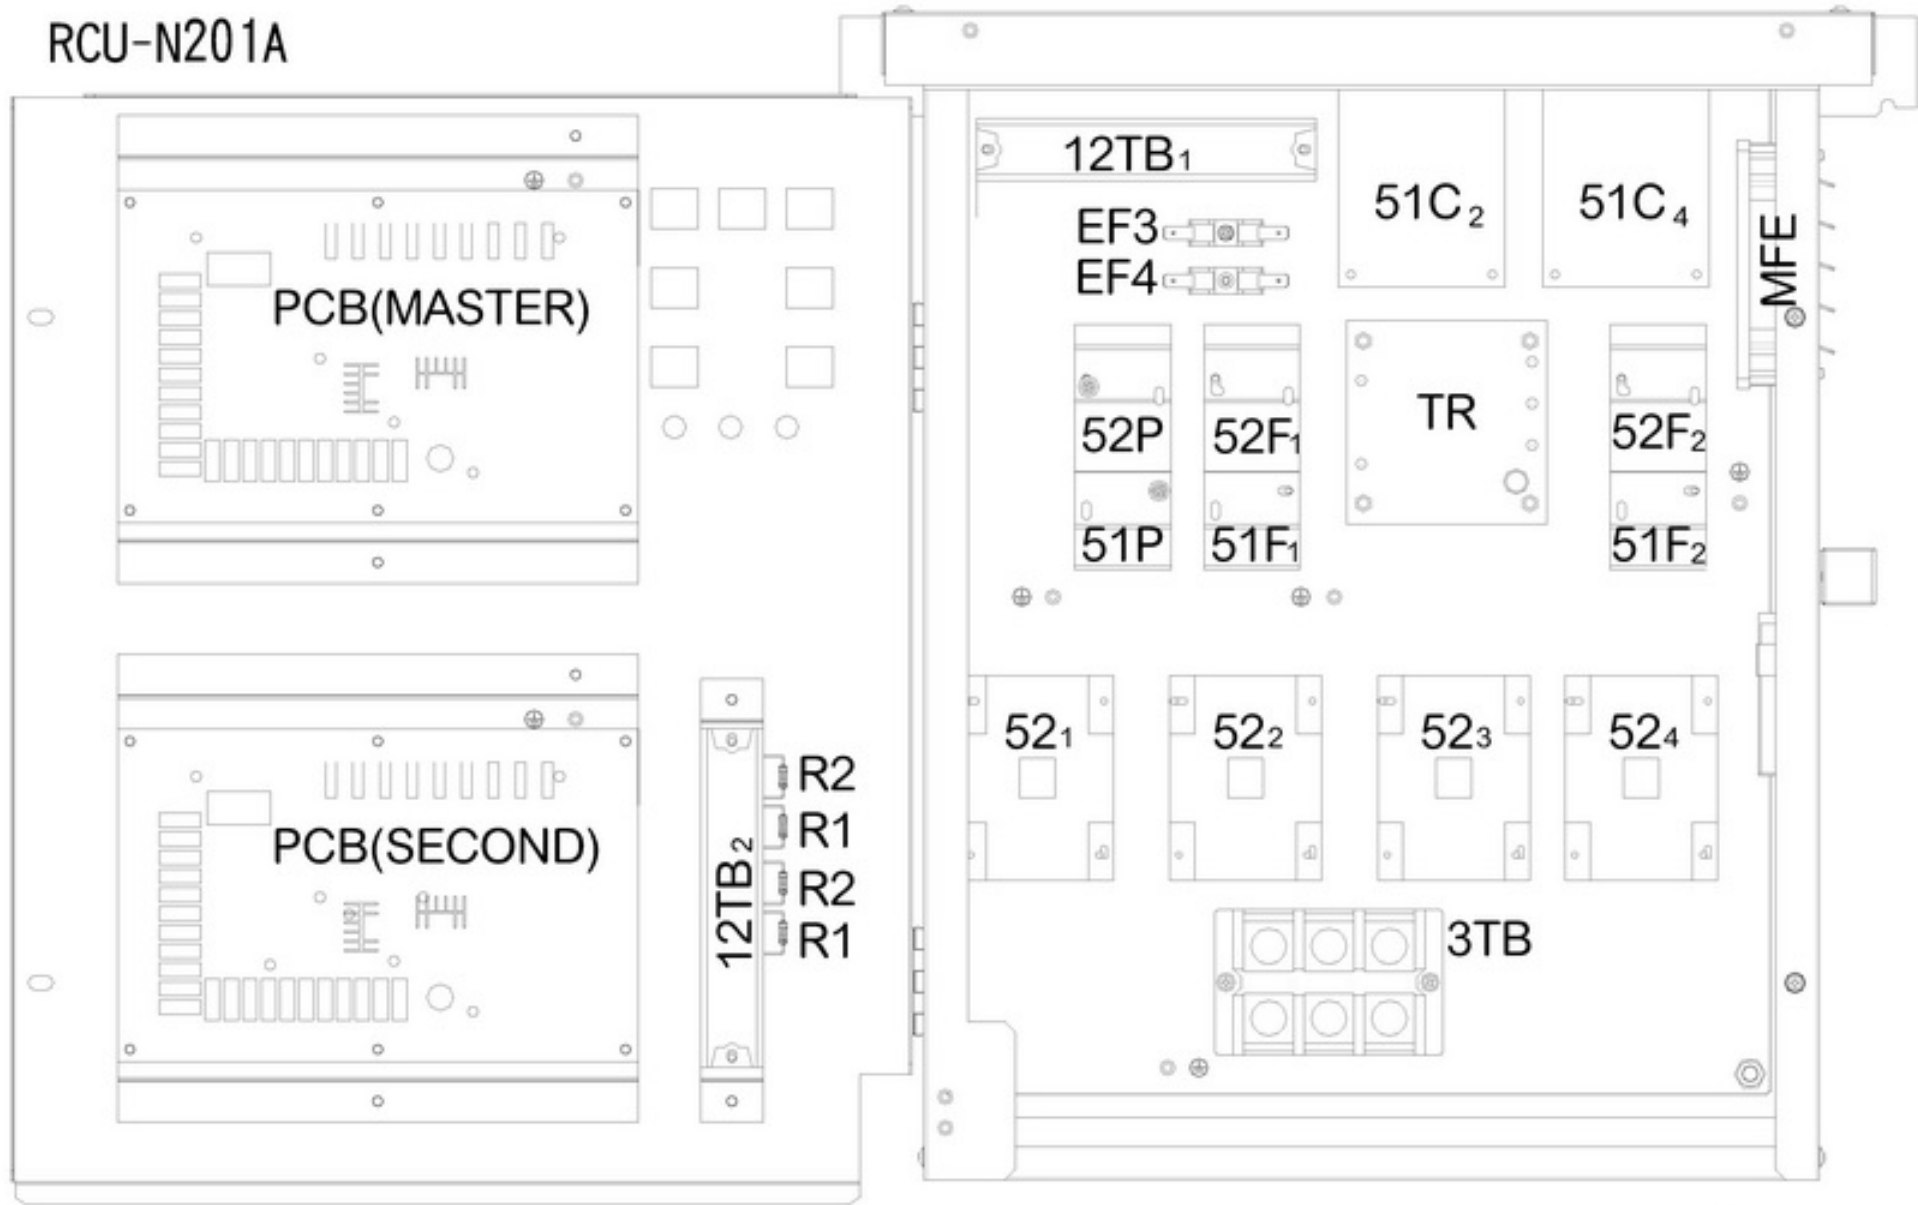 RCU-N201A
PCB(MASTER)
PCB(SECOND)
12TB2
R2
R1
R2
R1
12TB1
EF3
EF4
51C2
51C4
MFE
52P
52F1
TR
52F2
51P
51F1
51F2
521
522
523
524
3TB